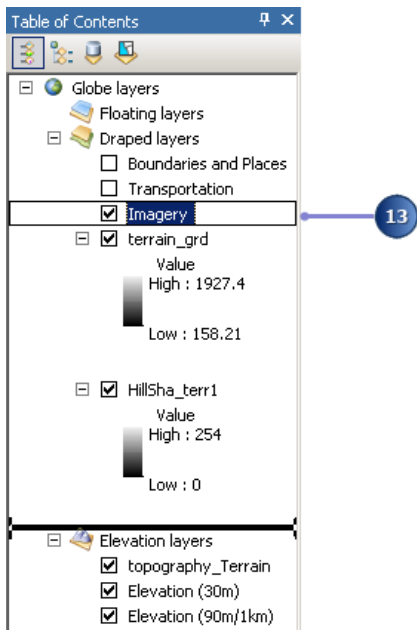 Table of Contents
Globe layers
Floating layers
Draped layers
Boundaries and Places
Transportation
Imagery
13
terrain_grd
Value
High : 1927.4
Low : 158.21
HillSha_terr1
Value
High : 254
Low : 0
Elevation layers
topography_Terrain
Elevation (30m)
Elevation (90m/1km)